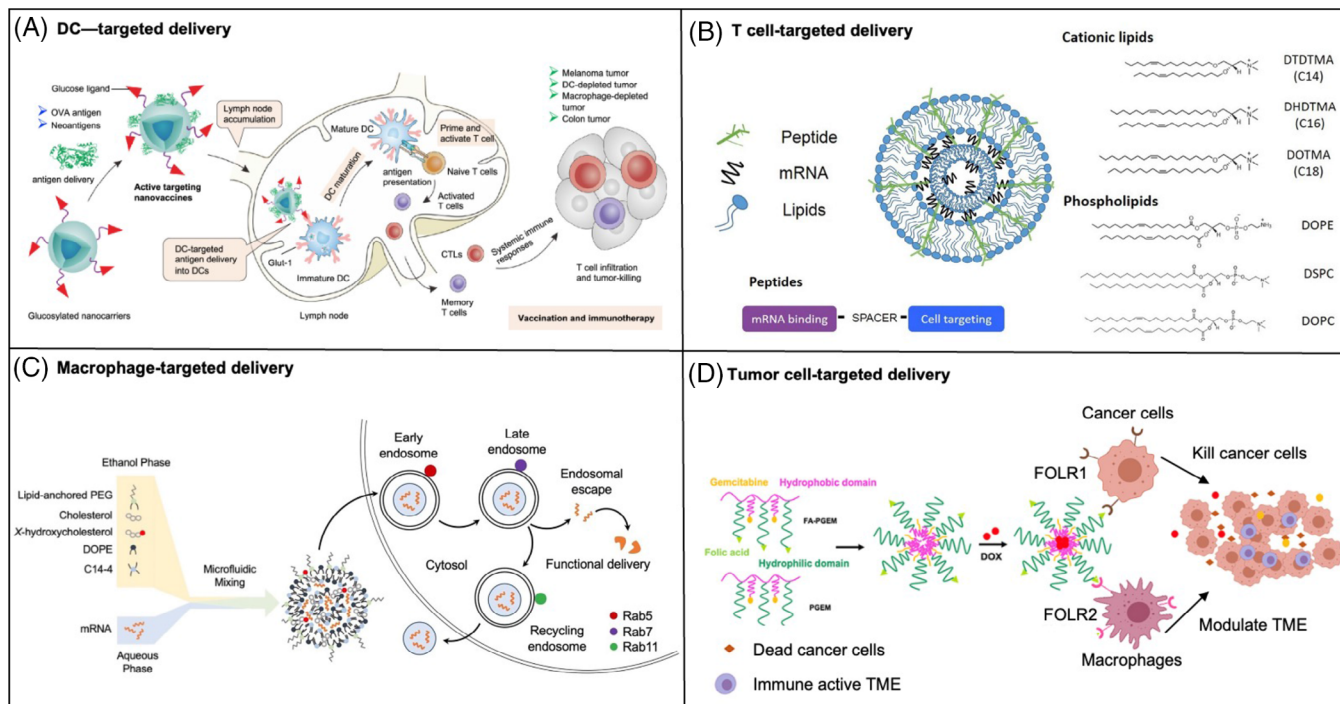 (A) DC—targeted delivery
Glucose ligand
OVA antigen
Neoantigens
antigen delivery
Active targeting
nanovaccines
Glucosylated nanocarriers
Lymph node
accumulation
DC-targeted
antigen delivery
into DCs
Glut-1
Immature DC
DC maturation
Mature DC
antigen
presentation
Prime and
activate T cell
Naive T cells
Activated
T cells
CTLs
Memory
T cells
Lymph node
Systemic immune
responses
Melanoma tumor
DC-depleted tumor
Macrophage-depleted
tumor
Colon tumor
T cell infiltration
and tumor-killing
Vaccination and immunotherapy
(B) T cell-targeted delivery
Peptide
mRNA
Lipids
Peptides
mRNA binding
SPACER
Cell targeting
Cationic lipids
DTDTMA
(C14)
DHDTMA
(C16)
DOTMA
(C18)
Phospholipids
DOPE
DSPC
DOPC
(C) Macrophage-targeted delivery
Ethanol Phase
Lipid-anchored PEG
Cholesterol
X-hydroxycholesterol
DOPE
C14-4
mRNA
Aqueous
Phase
Microfluidic
Mixing
Early
endosome
Late
endosome
Endosomal
escape
Functional delivery
Cytosol
Recycling
endosome
Rab5
Rab7
Rab11
(D) Tumor cell-targeted delivery
Gemcitabine
Hydrophobic domain
FA-PGEM
Folic acid
Hydrophilic domain
PGEM
DOX
Cancer cells
FOLR1
FOLR2
Macrophages
Kill cancer cells
Modulate TME
Dead cancer cells
Immune active TME